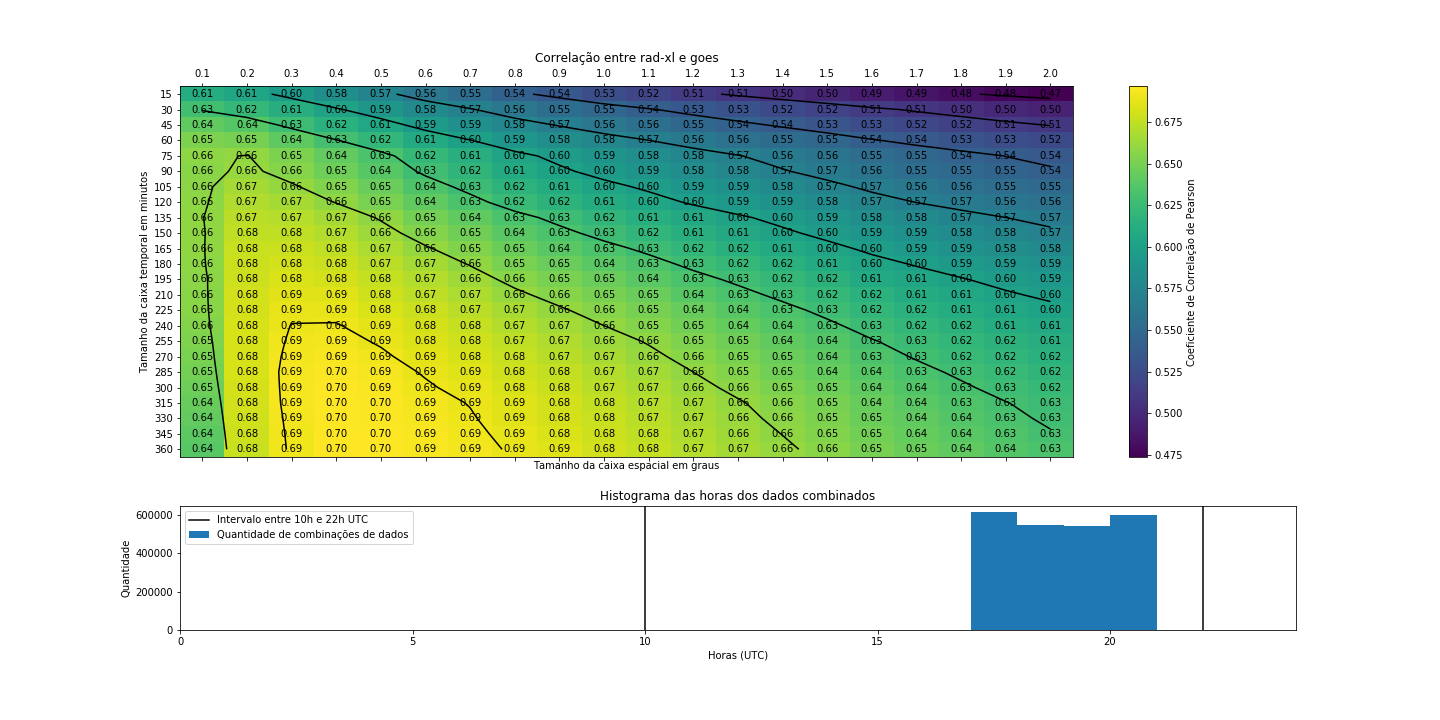 Correlação entre rad-xl e goes
0.1 0.2 0.3 0.4 0.5 0.6 0.7 0.8 0.9 1.0 1.1 1.2 1.3 1.4 1.5 1.6 1.7 1.8 1.9 2.0
15 0.61 0.61 0.60 0.58 0.57 0.56 0.55 0.54 0.54 0.53 0.52 0.51 0.51 0.50 0.50 0.49 0.49 0.48 0.48 0.47
30 0.63 0.62 0.61 0.60 0.59 0.58 0.57 0.56 0.55 0.55 0.54 0.53 0.53 0.52 0.52 0.51 0.51 0.50 0.50 0.50
45 0.64 0.64 0.63 0.62 0.61 0.59 0.59 0.58 0.57 0.56 0.56 0.55 0.54 0.54 0.53 0.53 0.52 0.52 0.51 0.51
60 0.65 0.65 0.64 0.63 0.62 0.61 0.60 0.59 0.58 0.58 0.57 0.56 0.56 0.55 0.55 0.54 0.54 0.53 0.53 0.52
75 0.66 0.66 0.65 0.64 0.63 0.62 0.61 0.60 0.60 0.59 0.58 0.58 0.57 0.56 0.56 0.55 0.55 0.54 0.54 0.54
90 0.66 0.66 0.66 0.65 0.64 0.63 0.62 0.61 0.60 0.60 0.59 0.58 0.58 0.57 0.57 0.56 0.56 0.55 0.55 0.54
105 0.66 0.67 0.66 0.65 0.65 0.64 0.63 0.62 0.61 0.60 0.60 0.59 0.59 0.58 0.57 0.57 0.56 0.56 0.55 0.55
120 0.66 0.67 0.67 0.66 0.65 0.64 0.63 0.62 0.62 0.61 0.60 0.60 0.59 0.59 0.58 0.58 0.57 0.57 0.56 0.56
135 0.66 0.67 0.67 0.67 0.66 0.65 0.64 0.63 0.63 0.62 0.61 0.61 0.60 0.60 0.59 0.58 0.58 0.57 0.57 0.57
150 0.66 0.68 0.68 0.67 0.66 0.66 0.65 0.64 0.63 0.63 0.62 0.61 0.61 0.60 0.60 0.59 0.59 0.58 0.58 0.57
165 0.66 0.68 0.68 0.68 0.67 0.66 0.65 0.65 0.64 0.63 0.63 0.62 0.62 0.61 0.60 0.60 0.59 0.59 0.58 0.58
180 0.66 0.68 0.68 0.68 0.67 0.67 0.66 0.65 0.65 0.64 0.63 0.63 0.62 0.62 0.61 0.60 0.60 0.59 0.59 0.59
195 0.66 0.68 0.68 0.68 0.68 0.67 0.66 0.66 0.65 0.65 0.64 0.63 0.63 0.62 0.62 0.61 0.61 0.60 0.60 0.59
210 0.66 0.68 0.69 0.69 0.68 0.67 0.67 0.66 0.66 0.65 0.65 0.64 0.63 0.63 0.62 0.62 0.61 0.61 0.60 0.60
225 0.66 0.68 0.69 0.69 0.68 0.68 0.67 0.67 0.66 0.66 0.65 0.64 0.64 0.63 0.63 0.62 0.62 0.61 0.61 0.60
240 0.66 0.68 0.69 0.69 0.69 0.68 0.68 0.67 0.67 0.66 0.65 0.65 0.64 0.64 0.63 0.63 0.62 0.62 0.61 0.61
255 0.65 0.68 0.69 0.69 0.69 0.68 0.68 0.67 0.67 0.66 0.66 0.65 0.65 0.64 0.64 0.63 0.63 0.62 0.62 0.61
270 0.65 0.68 0.69 0.69 0.69 0.69 0.68 0.68 0.67 0.67 0.66 0.66 0.65 0.65 0.64 0.63 0.63 0.62 0.62 0.62
285 0.65 0.68 0.69 0.70 0.69 0.69 0.68 0.68 0.67 0.67 0.66 0.66 0.65 0.65 0.64 0.64 0.63 0.63 0.62 0.62
300 0.65 0.68 0.69 0.70 0.69 0.69 0.69 0.68 0.68 0.67 0.67 0.66 0.66 0.65 0.65 0.64 0.64 0.63 0.63 0.62
315 0.64 0.68 0.69 0.70 0.70 0.69 0.69 0.68 0.68 0.67 0.67 0.66 0.66 0.65 0.65 0.64 0.64 0.63 0.63 0.63
330 0.64 0.68 0.69 0.70 0.70 0.69 0.69 0.69 0.68 0.68 0.67 0.67 0.66 0.66 0.65 0.65 0.64 0.64 0.63 0.63
345 0.64 0.68 0.69 0.70 0.70 0.69 0.69 0.69 0.68 0.68 0.68 0.67 0.66 0.66 0.65 0.65 0.64 0.64 0.63 0.63
360 0.64 0.68 0.69 0.70 0.70 0.69 0.69 0.69 0.69 0.68 0.68 0.67 0.67 0.66 0.66 0.65 0.65 0.64 0.64 0.63
Tamanho da caixa temporal em minutos
Tamanho da caixa espacial em graus
0.675
0.650
0.625
0.600
0.575
0.550
0.525
0.500
0.475
Coeficiente de Correlação de Pearson
Histograma das horas dos dados combinados
Intervalo entre 10h e 22h UTC
Quantidade de combinações de dados
600000
400000
200000
0
Quantidade
0 5 10 15 20
Horas (UTC)